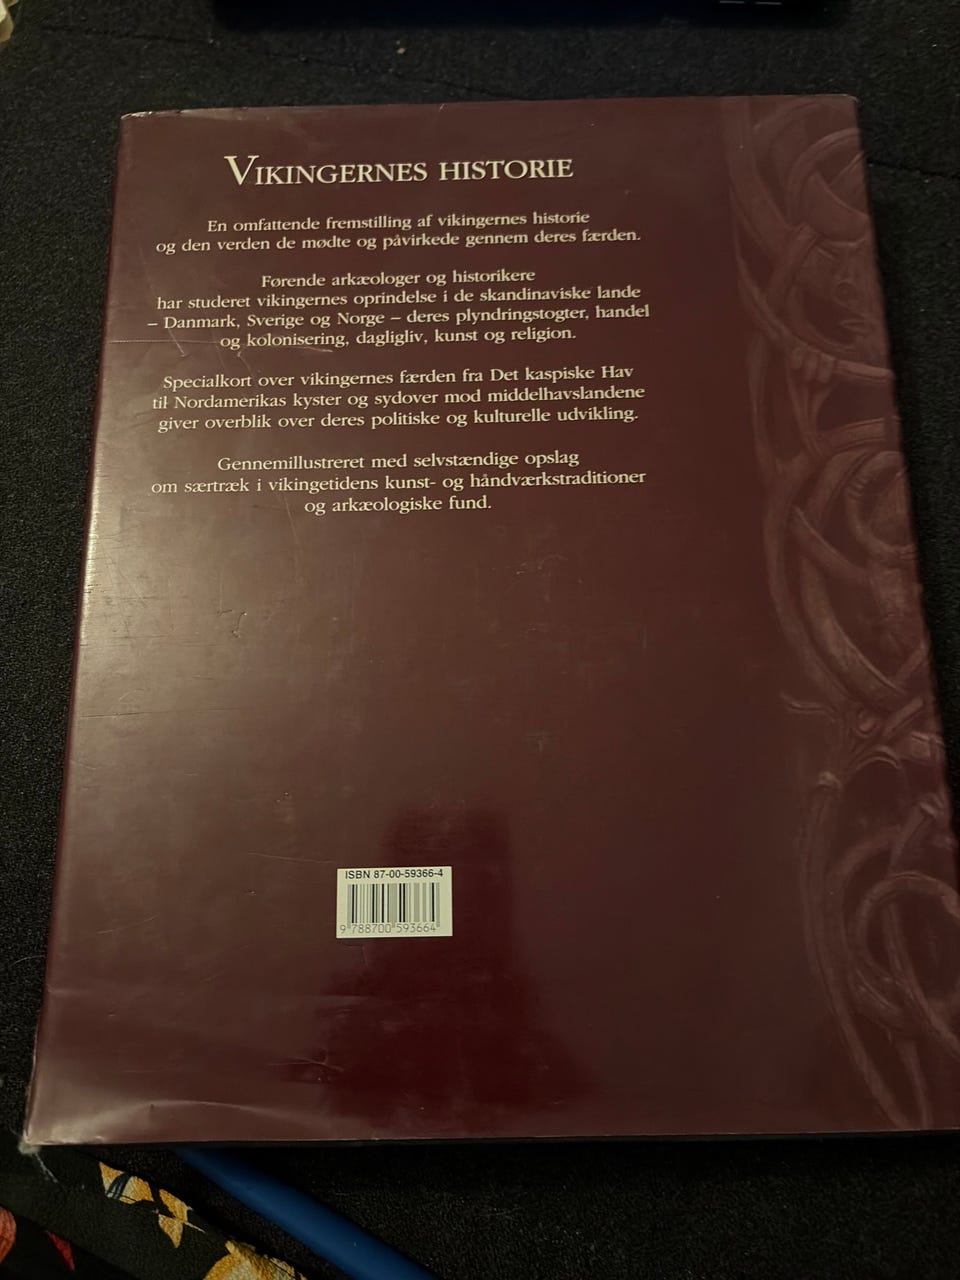 VIKINGERNES HISTORIE
En omfattende fremstilling af vikingernes historie
og den verden de mødte og påvirkede gennem deres færden.
Førende arkæologer og historikere
har studeret vikingernes oprindelse i de skandinaviske lande
– Danmark, Sverige og Norge – deres plyndringstogter, handel
og kolonisering, dagligliv, kunst og religion.
Specialkort over vikingernes færden fra Det kaspiske Hav
til Nordamerikas kyster og sydover mod middelhavslandene
giver overblik over deres politiske og kulturelle udvikling.
Gennemillustreret med selvstændige opslag
om særtræk i vikingetidens kunst- og håndværkstraditioner
og arkæologiske fund.
ISBN 87-00-59366-4
9 788700 593664